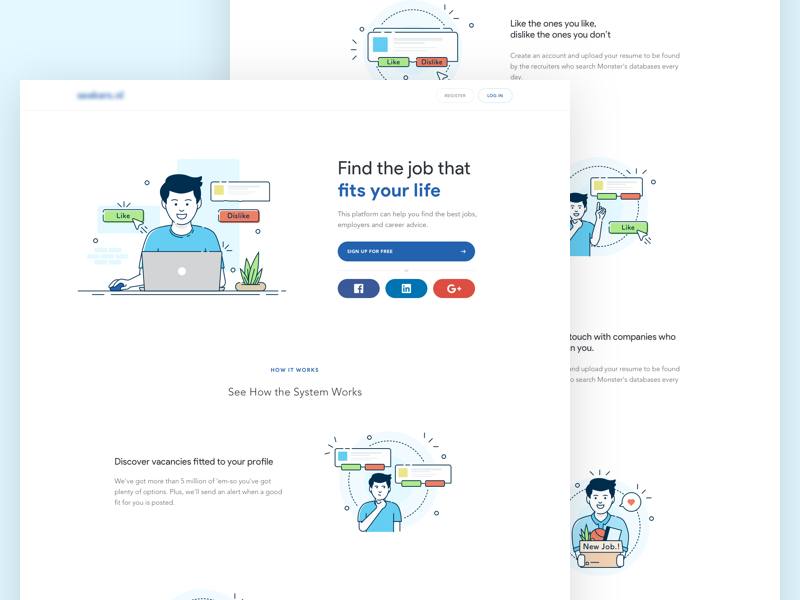 Like the ones you like,
dislike the ones you don't
Create an account and upload your resume to be found
by the recruiters who search Monster's databases every
day.
Like
Dislike
REGISTER
LOG IN
Find the job that
fits your life
This platform can help you find the best jobs,
employers and career advice.
SIGN UP FOR FREE
G+
Like
Dislike
Like
touch with companies who
n you.
nd upload your resume to be found
o search Monster's databases every
HOW IT WORKS
See How the System Works
Discover vacancies fitted to your profile
We've got more than 5 million of 'em-so you've got
plenty of options. Plus, we'll send an alert when a good
fit for you is posted.
New Job.!